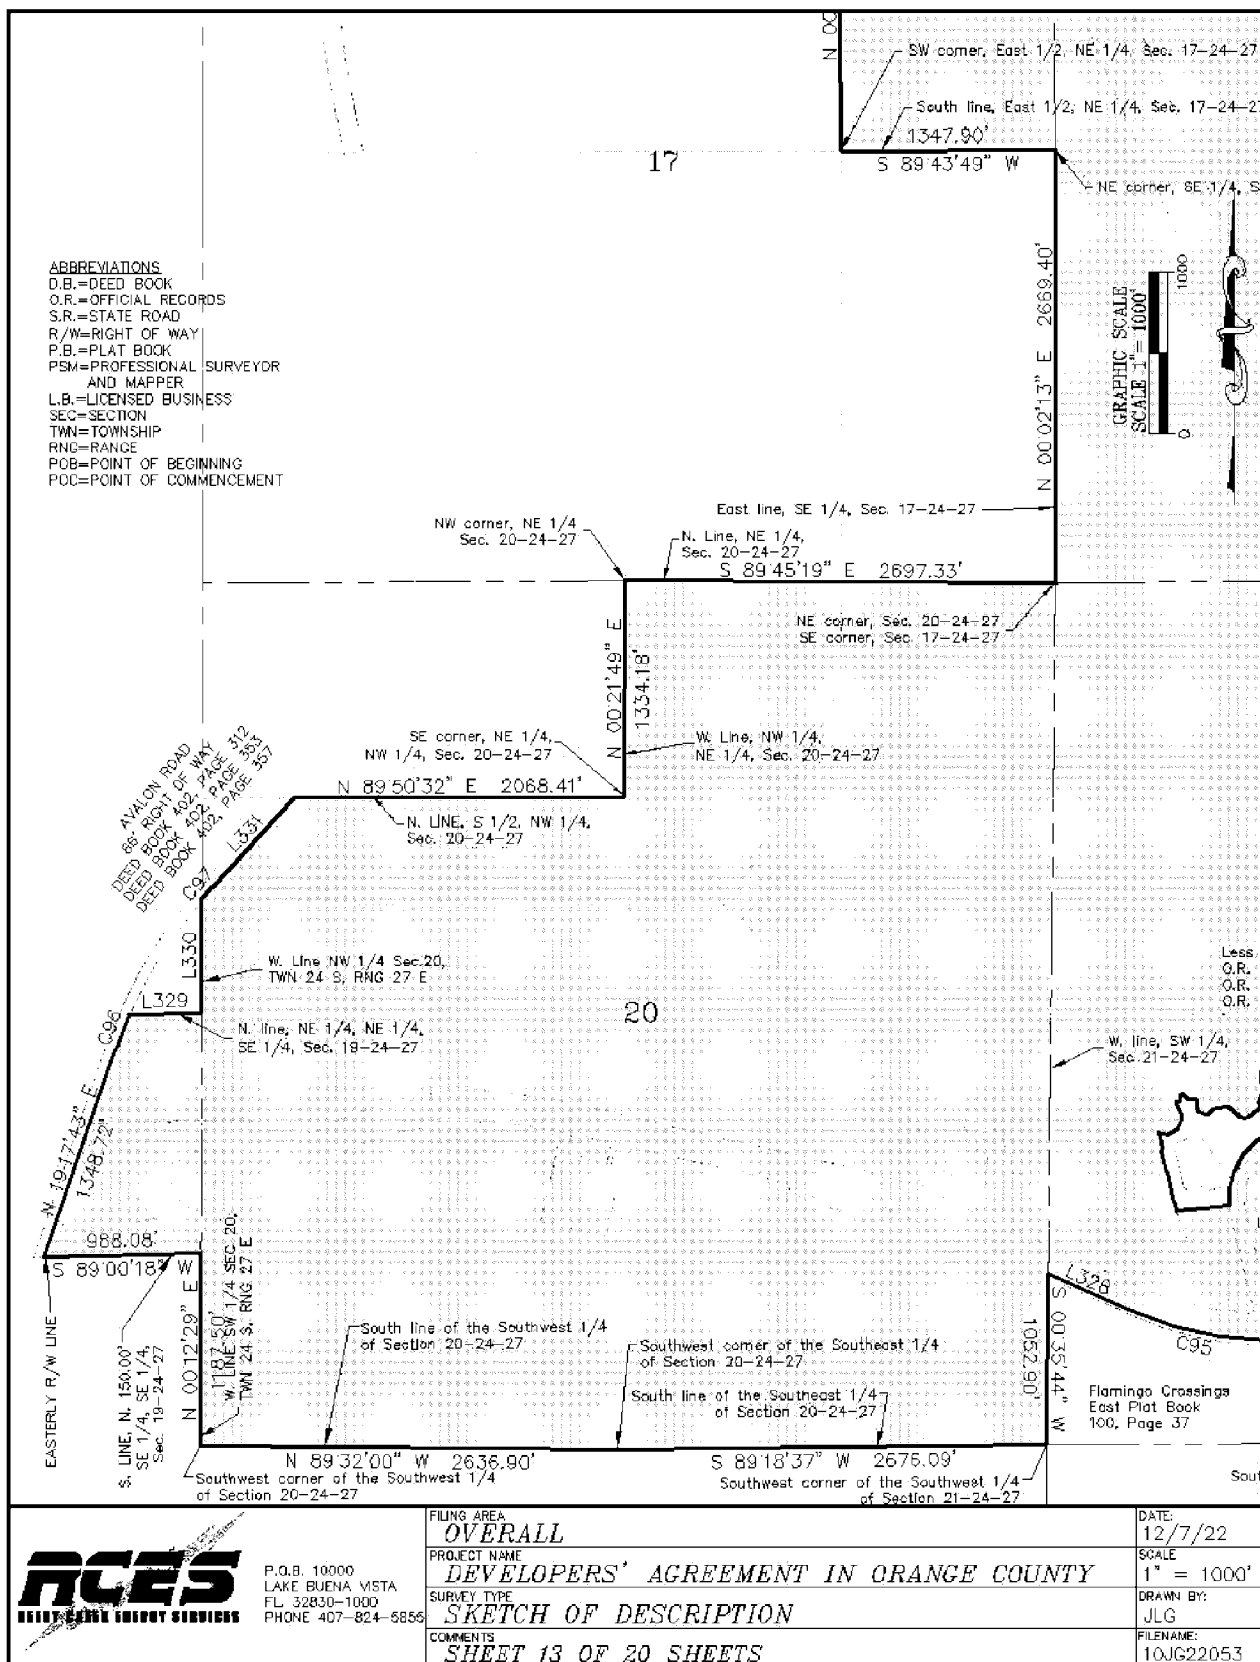 N 00
SW corner, East 1/2, NE 1/4, Sec. 17-24-27
South line, East 1/2, NE 1/4, Sec. 17-24-27
1347.90'
S 89°43'49" W
17
NE corner, SE 1/4, S
ABBREVIATIONS
D.B.=DEED BOOK
O.R.=OFFICIAL RECORDS
S.R.=STATE ROAD
R/W=RIGHT OF WAY
P.B.=PLAT BOOK
PSM=PROFESSIONAL SURVEYOR
AND MAPPER
L.B.=LICENSED BUSINESS
SEC=SECTION
TWN=TOWNSHIP
RNG=RANGE
POB=POINT OF BEGINNING
POC=POINT OF COMMENCEMENT
N 00°02'13" E 2669.40'
GRAPHIC SCALE
SCALE 1"= 1000'
0
1000
East line, SE 1/4, Sec. 17-24-27
NW corner, NE 1/4
Sec. 20-24-27
N. Line, NE 1/4,
Sec. 20-24-27
S 89°45'19" E 2697.33'
NE corner, Sec. 20-24-27
SE corner, Sec. 17-24-27
N 00°21'49" E
1334.18'
SE corner, NE 1/4,
NW 1/4, Sec. 20-24-27
W. Line, NW 1/4,
NE 1/4, Sec. 20-24-27
AVALON ROAD
66' RIGHT OF WAY
DEED BOOK 402, PAGE 312
DEED BOOK 402, PAGE 353
DEED BOOK 402, PAGE 357
N 89°50'32" E 2068.41'
N. LINE, S 1/2, NW 1/4,
Sec. 20-24-27
L331
C97
L330
W. Line NW 1/4 Sec.20,
TWN 24 S, RNG 27 E
L329
N. line, NE 1/4, NE 1/4,
SE 1/4, Sec. 19-24-27
C96
20
Less
O.R.
O.R.
O.R.
W. line, SW 1/4,
Sec.21-24-27
N 19°17'43" E
1348.72'
988.08'
S 89°00'18" W
EASTERLY R/W LINE
S. LINE, N. 150.00'
SE 1/4, SE 1/4,
Sec. 19-24-27
N 00°12'29" E
1187.50'
W. LINE SW 1/4 SEC 20,
TWN 24 S, RNG 27 E
South line of the Southwest 1/4
of Section 20-24-27
Southwest corner of the Southeast 1/4
of Section 20-24-27
South line of the Southeast 1/4
of Section 20-24-27
L328
C95
1052.90'
S 00°35'44" W
Flamingo Crossings
East Plat Book
100, Page 37
N 89°32'00" W 2636.90'
S 89°18'37" W 2675.09'
Southwest corner of the Southwest 1/4
of Section 20-24-27
Southwest corner of the Southwest 1/4
of Section 21-24-27
Sout
RCES
REEDY CREEK ENERGY SERVICES
P.O.B. 10000
LAKE BUENA VISTA
FL 32830-1000
PHONE 407-824-5856
FILING AREA
OVERALL
PROJECT NAME
DEVELOPERS' AGREEMENT IN ORANGE COUNTY
SURVEY TYPE
SKETCH OF DESCRIPTION
COMMENTS
SHEET 13 OF 20 SHEETS
DATE:
12/7/22
SCALE
1" = 1000'
DRAWN BY:
JLG
FILENAME:
10JG22053